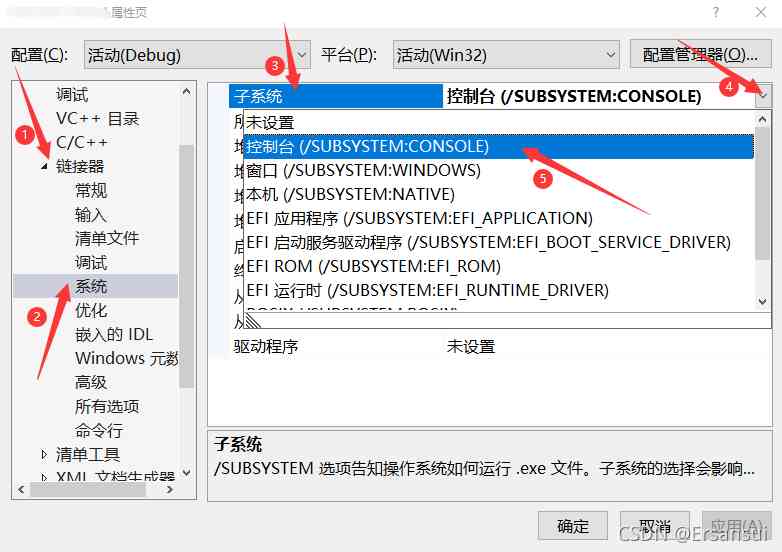 属性页
配置(C): 活动(Debug) 平台(P): 活动(Win32) 配置管理器(O)...
调试
VC++ 目录
C/C++
链接器
常规
输入
清单文件
调试
系统
优化
嵌入的 IDL
Windows 元数
高级
所有选项
命令行
清单工具
XML 文档生成器
子系统 控制台 (/SUBSYSTEM:CONSOLE)
未设置
控制台 (/SUBSYSTEM:CONSOLE)
窗口 (/SUBSYSTEM:WINDOWS)
本机 (/SUBSYSTEM:NATIVE)
EFI 应用程序 (/SUBSYSTEM:EFI_APPLICATION)
EFI 启动服务驱动程序 (/SUBSYSTEM:EFI_BOOT_SERVICE_DRIVER)
EFI ROM (/SUBSYSTEM:EFI_ROM)
EFI 运行时 (/SUBSYSTEM:EFI_RUNTIME_DRIVER)
驱动程序 未设置
1
2
3
4
5
子系统
/SUBSYSTEM 选项告知操作系统如何运行 .exe 文件。子系统的选择会影响...
确定 取消 应用(A)
CSDN @Ersansui